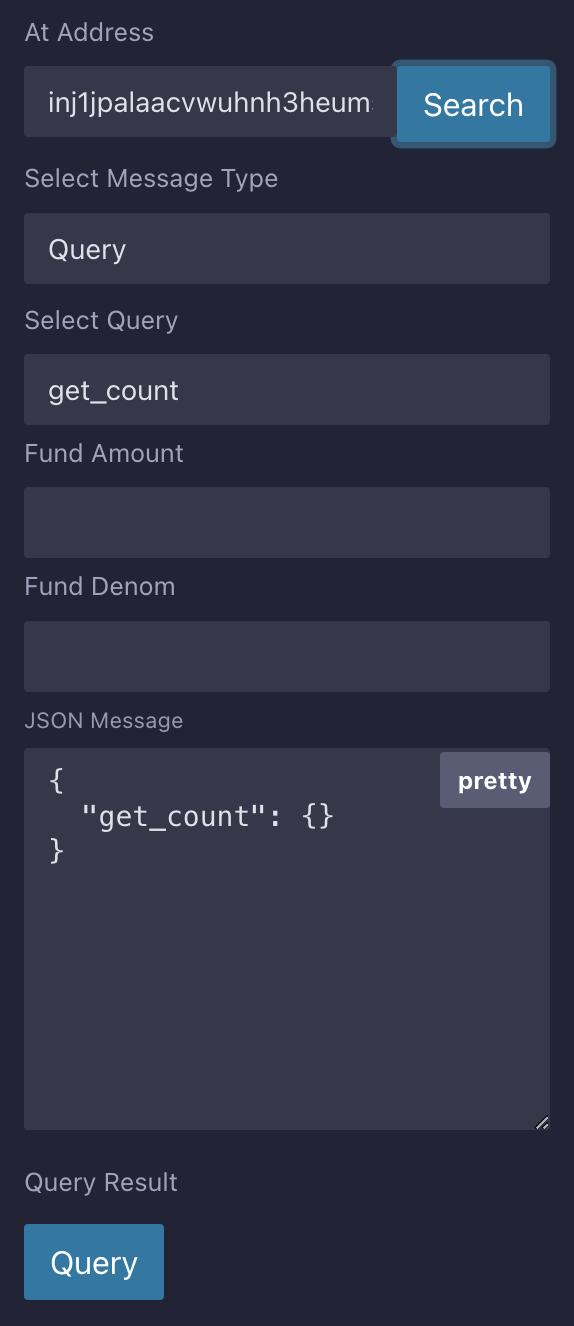 At Address
inj1jpalaacvwuhnh3heum
Search
Select Message Type
Query
Select Query
get_count
Fund Amount
Fund Denom
JSON Message
{
pretty
"get_count": {}
}
Query Result
Query